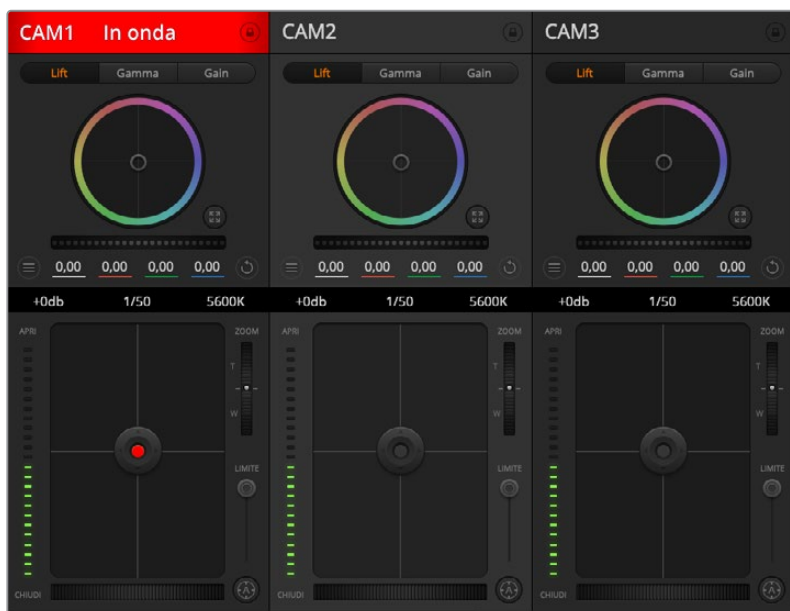 CAM1 In onda CAM2 CAM3
Lift Gamma Gain Lift Gamma Gain Lift Gamma Gain
0,00 0,00 0,00 0,00 0,00 0,00 0,00 0,00 0,00 0,00 0,00 0,00
+0db 1/50 5600K +0db 1/50 5600K +0db 1/50 5600K
APRI ZOOM APRI ZOOM APRI ZOOM
T T T
W W W
LIMITE LIMITE LIMITE
CHIUDI A CHIUDI A CHIUDI A